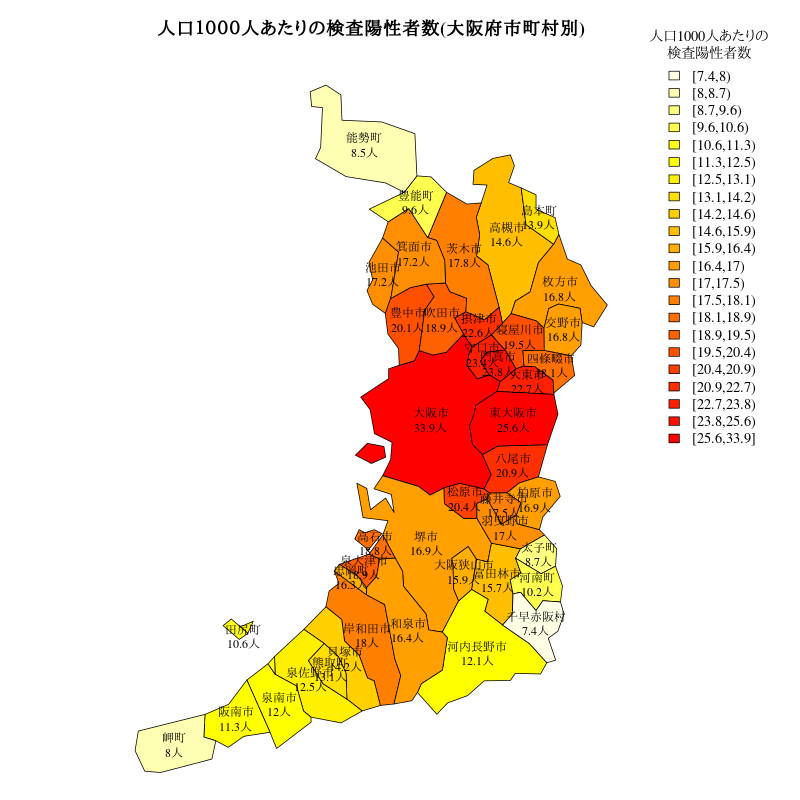 人口1000人あたりの検査陽性者数(大阪府市町村別)
人口1000人あたりの
検査陽性者数
[7.4,8)
[8,8.7)
[8.7,9.6)
[9.6,10.6)
[10.6,11.3)
[11.3,12.5)
[12.5,13.1)
[13.1,14.2)
[14.2,14.6)
[14.6,15.9)
[15.9,16.4)
[16.4,17)
[17,17.5)
[17.5,18.1)
[18.1,18.9)
[18.9,19.5)
[19.5,20.4)
[20.4,20.9)
[20.9,22.7)
[22.7,23.8)
[23.8,25.6)
[25.6,33.9]
能勢町
8.5人
豊能町
9.6人
島本町
13.9人
高槻市
14.6人
箕面市
17.2人
茨木市
17.8人
池田市
17.2人
枚方市
16.8人
豊中市
20.1人
吹田市
18.9人
摂津市
22.6人
寝屋川市
19.5人
交野市
16.8人
守口市
23.4人
門真市
23.8人
四條畷市
18.1人
大東市
22.7人
大阪市
33.9人
東大阪市
25.6人
八尾市
20.9人
松原市
20.4人
藤井寺市
17.5人
柏原市
16.9人
羽曳野市
17人
高石市
18.8人
堺市
16.9人
太子町
8.7人
泉大津市
18.9人
忠岡町
16.3人
大阪狭山市
15.9人
富田林市
15.7人
河南町
10.2人
千早赤阪村
7.4人
田尻町
10.6人
岸和田市
18人
和泉市
16.4人
河内長野市
12.1人
貝塚市
14.2人
熊取町
13.1人
泉佐野市
12.5人
泉南市
12人
阪南市
11.3人
岬町
8人